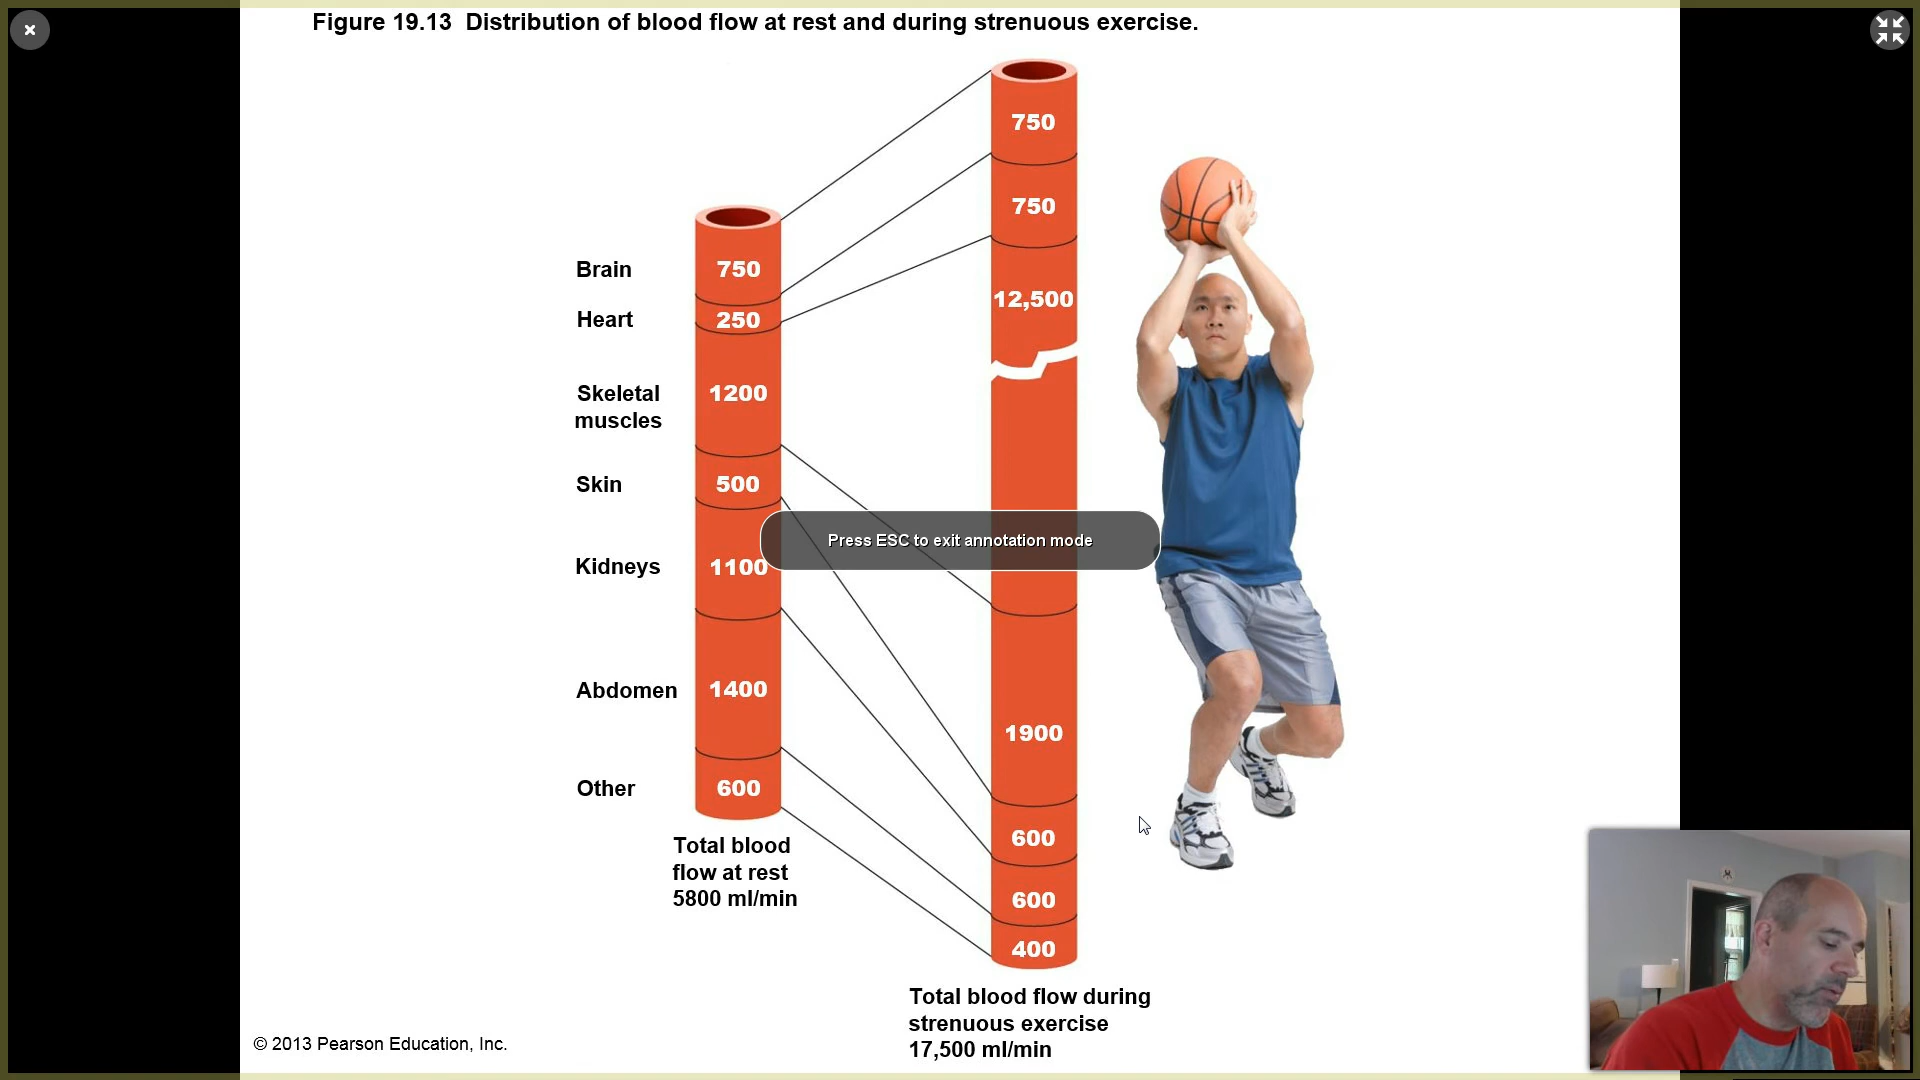 Figure 19.13 Distribution of blood flow at rest and during strenuous exercise.
Brain
Heart
Skeletal
muscles
Skin
Kidneys
Abdomen
Other
750
250
1200
500
1100
1400
600
Total blood
flow at rest
5800 ml/min
750
750
12,500
1900
600
600
400
Total blood flow during
strenuous exercise
17,500 ml/min
Press ESC to exit annotation mode
© 2013 Pearson Education, Inc.